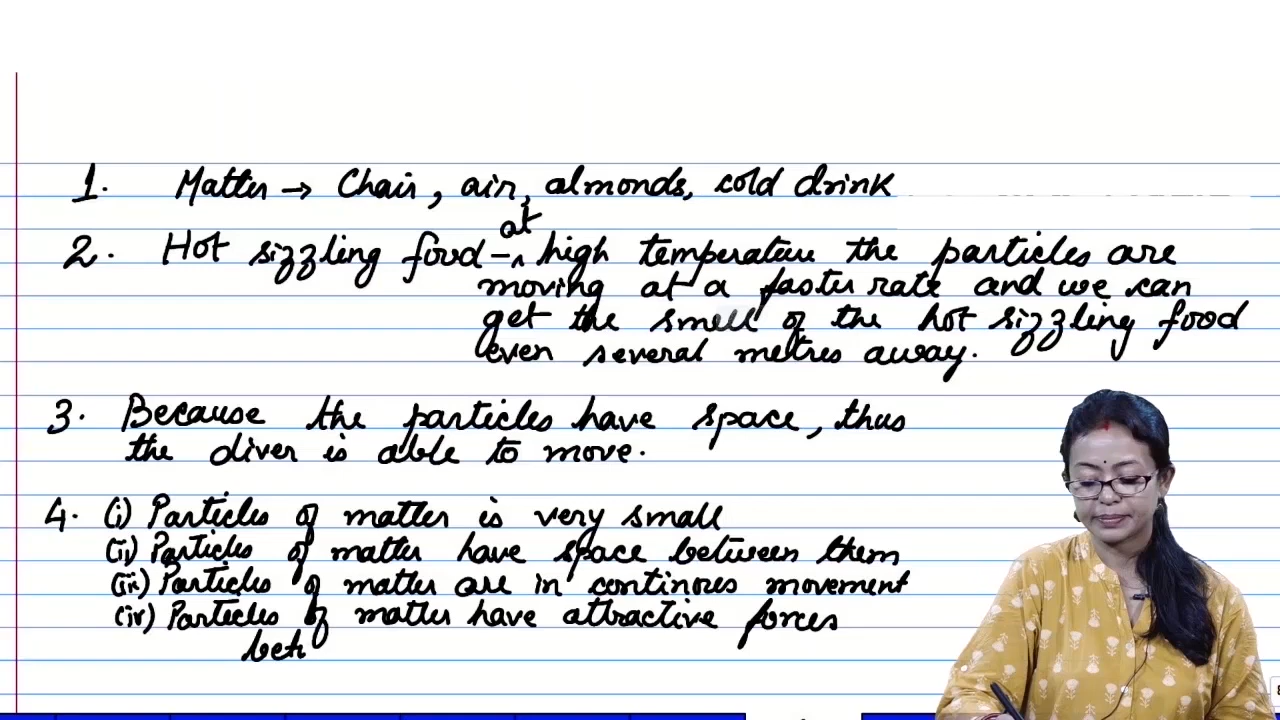 1. Matter → Chair, air, almonds, cold drink
at
2. Hot sizzling food - ^ high temperature the particles are
moving at a faster rate and we can
get the smell of the hot sizzling food
even several metres away.
3. Because the particles have space, thus
the diver is able to move.
4. (i) Particles of matter is very small
(ii) Particles of matter have space between them
(iii) Particles of matter are in continous movement
(iv) Particles of matter have attractive forces
betw